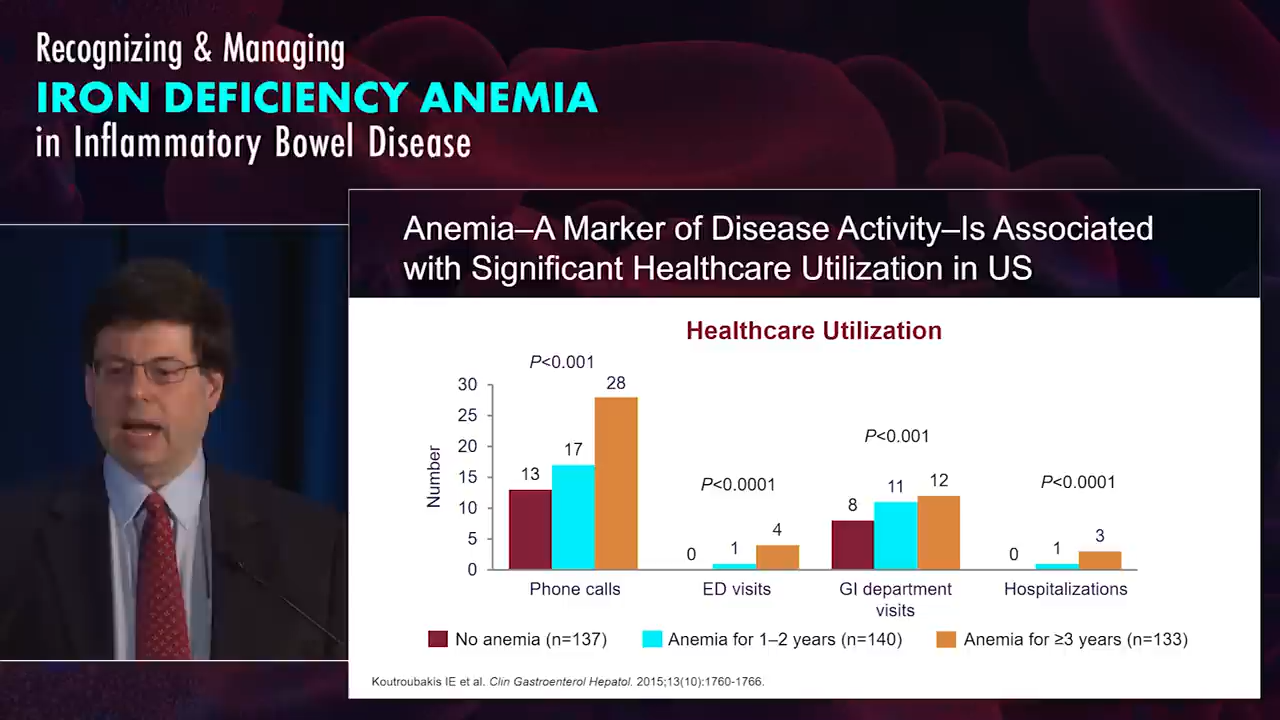 Recognizing & Managing
IRON DEFICIENCY ANEMIA
in Inflammatory Bowel Disease
Anemia–A Marker of Disease Activity–Is Associated
with Significant Healthcare Utilization in US
Healthcare Utilization
Number
30
25
20
15
10
5
0
P<0.001
13
17
28
P<0.0001
0
1
4
P<0.001
8
11
12
P<0.0001
0
1
3
Phone calls
ED visits
GI department
visits
Hospitalizations
No anemia (n=137)
Anemia for 1–2 years (n=140)
Anemia for ≥3 years (n=133)
Koutroubakis IE et al. Clin Gastroenterol Hepatol. 2015;13(10):1760-1766.